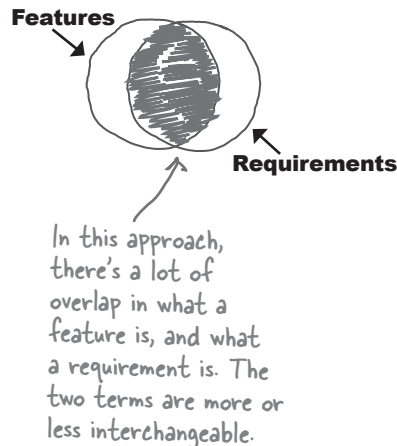 Features
Requirements
In this approach,
there's a lot of
overlap in what a
feature is, and what
a requirement is. The
two terms are more or
less interchangeable.